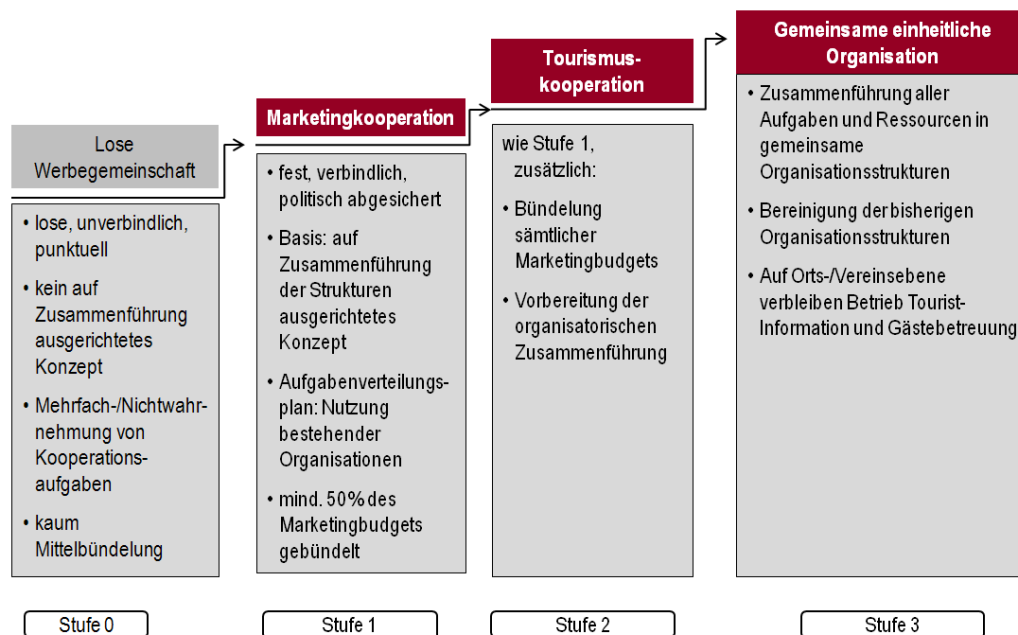 Lose
Werbegemeinschaft
• lose, unverbindlich,
punktuell
• kein auf
Zusammenführung
ausgerichtetes
Konzept
• Mehrfach-/Nichtwahr-
nehmung von
Kooperations-
aufgaben
• kaum
Mittelbündelung
Stufe 0
Marketingkooperation
• fest, verbindlich,
politisch abgesichert
• Basis: auf
Zusammenführung
der Strukturen
ausgerichtetes
Konzept
• Aufgabenverteilungs-
plan: Nutzung
bestehender
Organisationen
• mind. 50% des
Marketingbudgets
gebündelt
Stufe 1
Tourismus-
kooperation
wie Stufe 1,
zusätzlich:
• Bündelung
sämtlicher
Marketingbudgets
• Vorbereitung der
organisatorischen
Zusammenführung
Stufe 2
Gemeinsame einheitliche
Organisation
• Zusammenführung aller
Aufgaben und Ressourcen in
gemeinsame
Organisationsstrukturen
• Bereinigung der bisherigen
Organisationsstrukturen
• Auf Orts-/Vereinsebene
verbleiben Betrieb Tourist-
Information und Gästebetreuung
Stufe 3